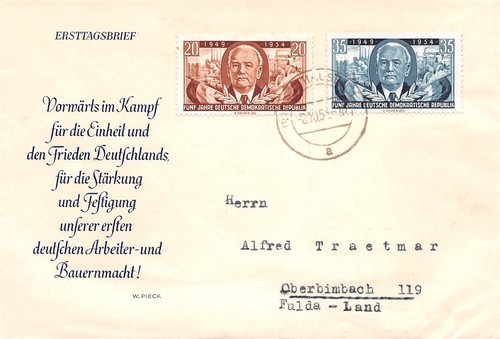 ERSTTAGSBRIEF
20 1949 1954 20
FÜNF JAHRE DEUTSCHE DEMOKRATISCHE REPUBLIK
35 1949 1954 35
FÜNF JAHRE DEUTSCHE DEMOKRATISCHE REPUBLIK
a
Vorwärts im Kampf
für die Einheit und
den Frieden Deutſchlands,
für die Stärkung
und Feſtigung
unſerer erſten
deutſchen Arbeiter-und
Bauernmacht!
W. PIECK
Herrn
Alfred Traetmar
Oberbimbach 119
Fulda - Land